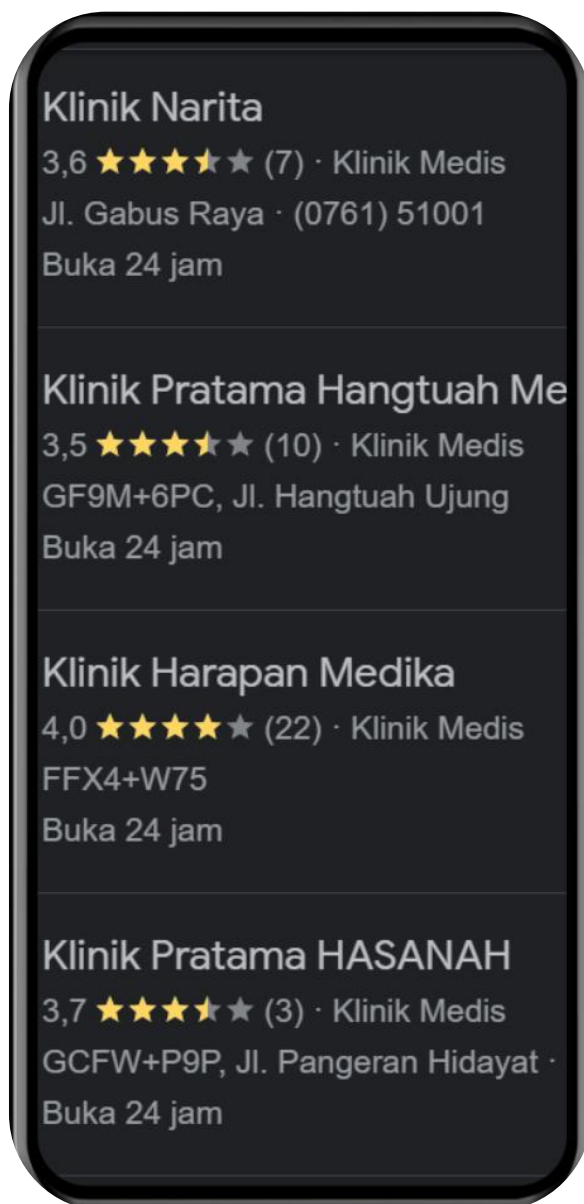 Klinik Narita
3,6 (7) · Klinik Medis
Jl. Gabus Raya · (0761) 51001
Buka 24 jam
Klinik Pratama Hangtuah Me
3,5 (10) · Klinik Medis
GF9M+6PC, Jl. Hangtuah Ujung
Buka 24 jam
Klinik Harapan Medika
4,0 (22) · Klinik Medis
FFX4+W75
Buka 24 jam
Klinik Pratama HASANAH
3,7 (3) · Klinik Medis
GCFW+P9P, Jl. Pangeran Hidayat ·
Buka 24 jam